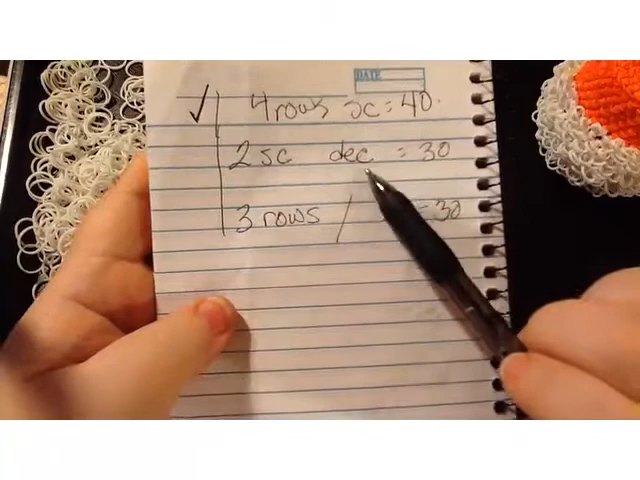 DATE
✓ 4 rows sc = 40.
2 sc dec = 30
3 rows / = 30